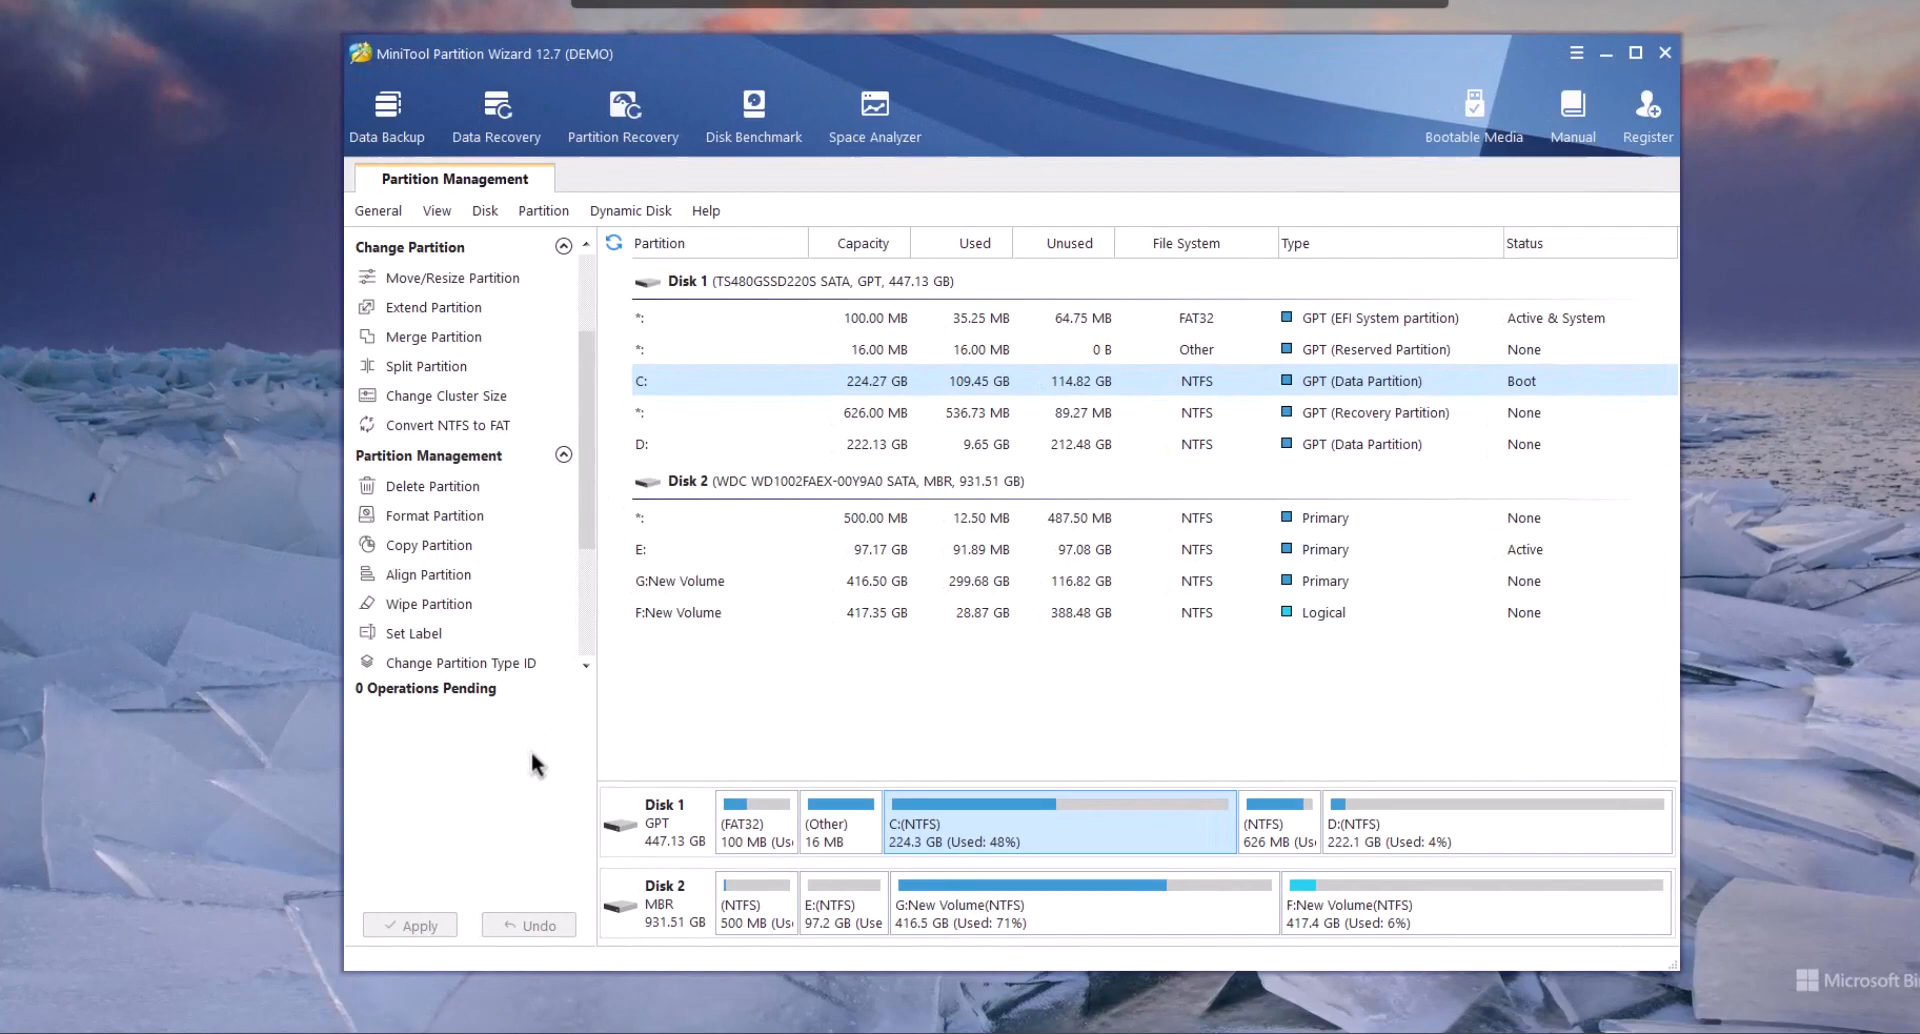 MiniTool Partition Wizard 12.7 (DEMO)
Data Backup Data Recovery Partition Recovery Disk Benchmark Space Analyzer Bootable Media Manual Register
Partition Management
General View Disk Partition Dynamic Disk Help
Change Partition
Move/Resize Partition
Extend Partition
Merge Partition
Split Partition
Change Cluster Size
Convert NTFS to FAT
Partition Management
Delete Partition
Format Partition
Copy Partition
Align Partition
Wipe Partition
Set Label
Change Partition Type ID
0 Operations Pending
Apply Undo
Partition Capacity Used Unused File System Type Status
Disk 1 (TS480GSSD220S SATA, GPT, 447.13 GB)
*: 100.00 MB 35.25 MB 64.75 MB FAT32 GPT (EFI System partition) Active & System
*: 16.00 MB 16.00 MB 0 B Other GPT (Reserved Partition) None
C: 224.27 GB 109.45 GB 114.82 GB NTFS GPT (Data Partition) Boot
*: 626.00 MB 536.73 MB 89.27 MB NTFS GPT (Recovery Partition) None
D: 222.13 GB 9.65 GB 212.48 GB NTFS GPT (Data Partition) None
Disk 2 (WDC WD1002FAEX-00Y9A0 SATA, MBR, 931.51 GB)
*: 500.00 MB 12.50 MB 487.50 MB NTFS Primary None
E: 97.17 GB 91.89 MB 97.08 GB NTFS Primary Active
G:New Volume 416.50 GB 299.68 GB 116.82 GB NTFS Primary None
F:New Volume 417.35 GB 28.87 GB 388.48 GB NTFS Logical None
Disk 1
GPT (FAT32) (Other) C:(NTFS) (NTFS) D:(NTFS)
447.13 GB 100 MB (Us 16 MB 224.3 GB (Used: 48%) 626 MB (Us 222.1 GB (Used: 4%)
Disk 2
MBR (NTFS) E:(NTFS) G:New Volume(NTFS) F:New Volume(NTFS)
931.51 GB 500 MB (Us 97.2 GB (Use 416.5 GB (Used: 71%) 417.4 GB (Used: 6%)
Microsoft Bi